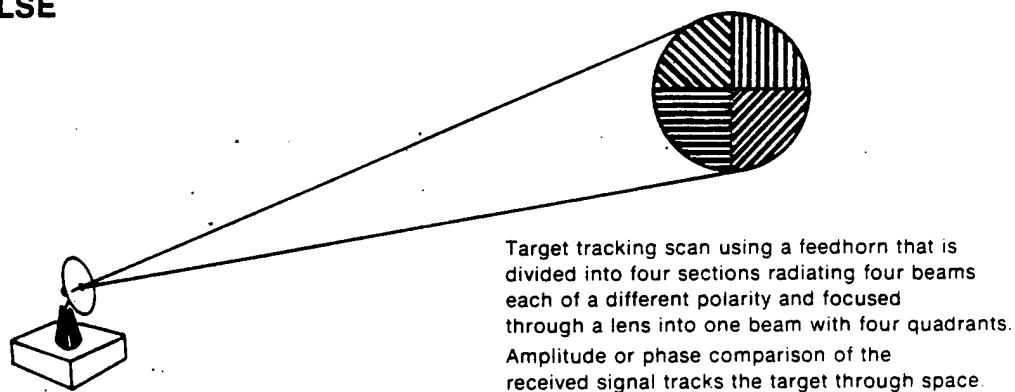 LSE
Target tracking scan using a feedhorn that is
divided into four sections radiating four beams
each of a different polarity and focused
through a lens into one beam with four quadrants.
Amplitude or phase comparison of the
received signal tracks the target through space.